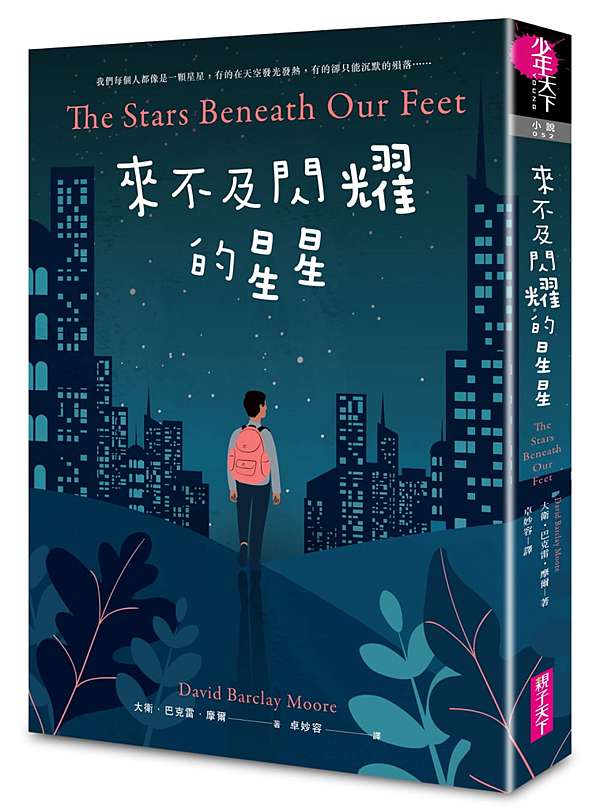 我們每個人都像是一顆星星，有的在天空發光發熱，有的卻只能沉默的殞落……
The Stars Beneath Our Feet
來不及閃耀
的星星
David Barclay Moore
大衛・巴克雷・摩爾——著 卓妙容——譯
少年天下
YOUNG
小說
052
來不及閃耀的星星
The
Stars
Beneath
Our
Feet
David Barclay Moore
大衛・巴克雷・摩爾—著
卓妙容—譯
親子天下